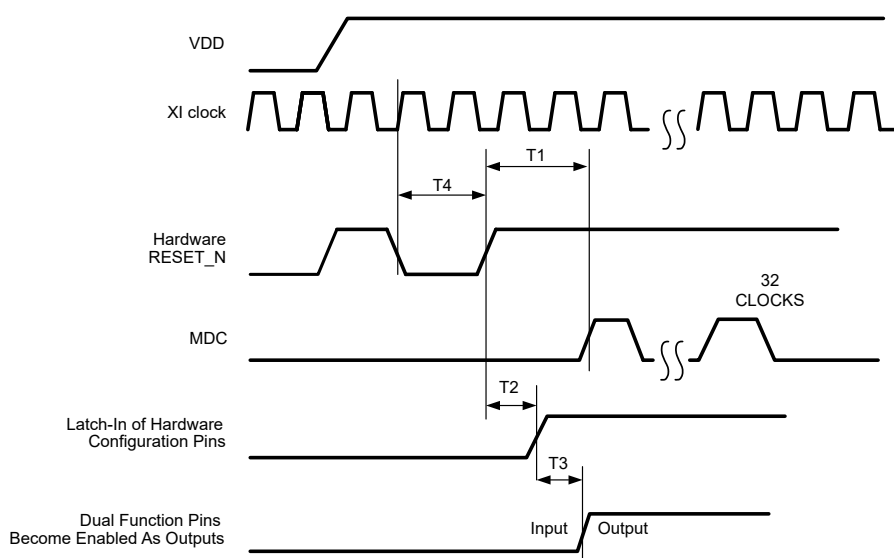 VDD
XI clock
T1
T4
Hardware
RESET_N
32
CLOCKS
MDC
T2
Latch-In of Hardware
Configuration Pins
T3
Dual Function Pins
Become Enabled As Outputs
Input
Output